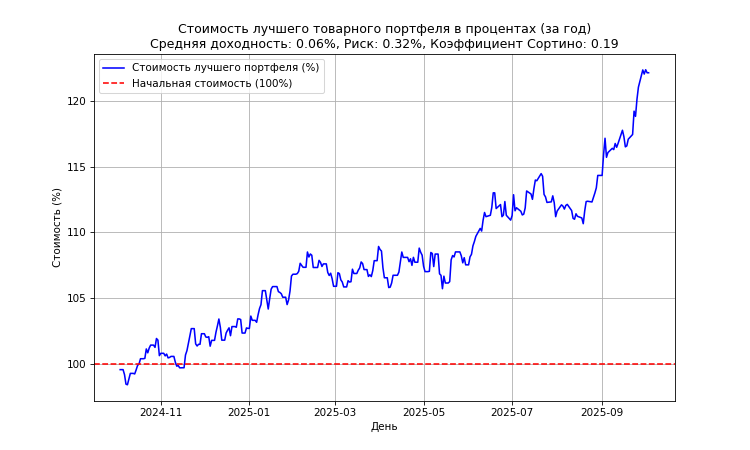 Стоимость лучшего товарного портфеля в процентах (за год)
Средняя доходность: 0.06%, Риск: 0.32%, Коэффициент Сортино: 0.19
Стоимость лучшего портфеля (%)
Начальная стоимость (100%)
Стоимость (%)
120
115
110
105
100
2024-11 2025-01 2025-03 2025-05 2025-07 2025-09
День